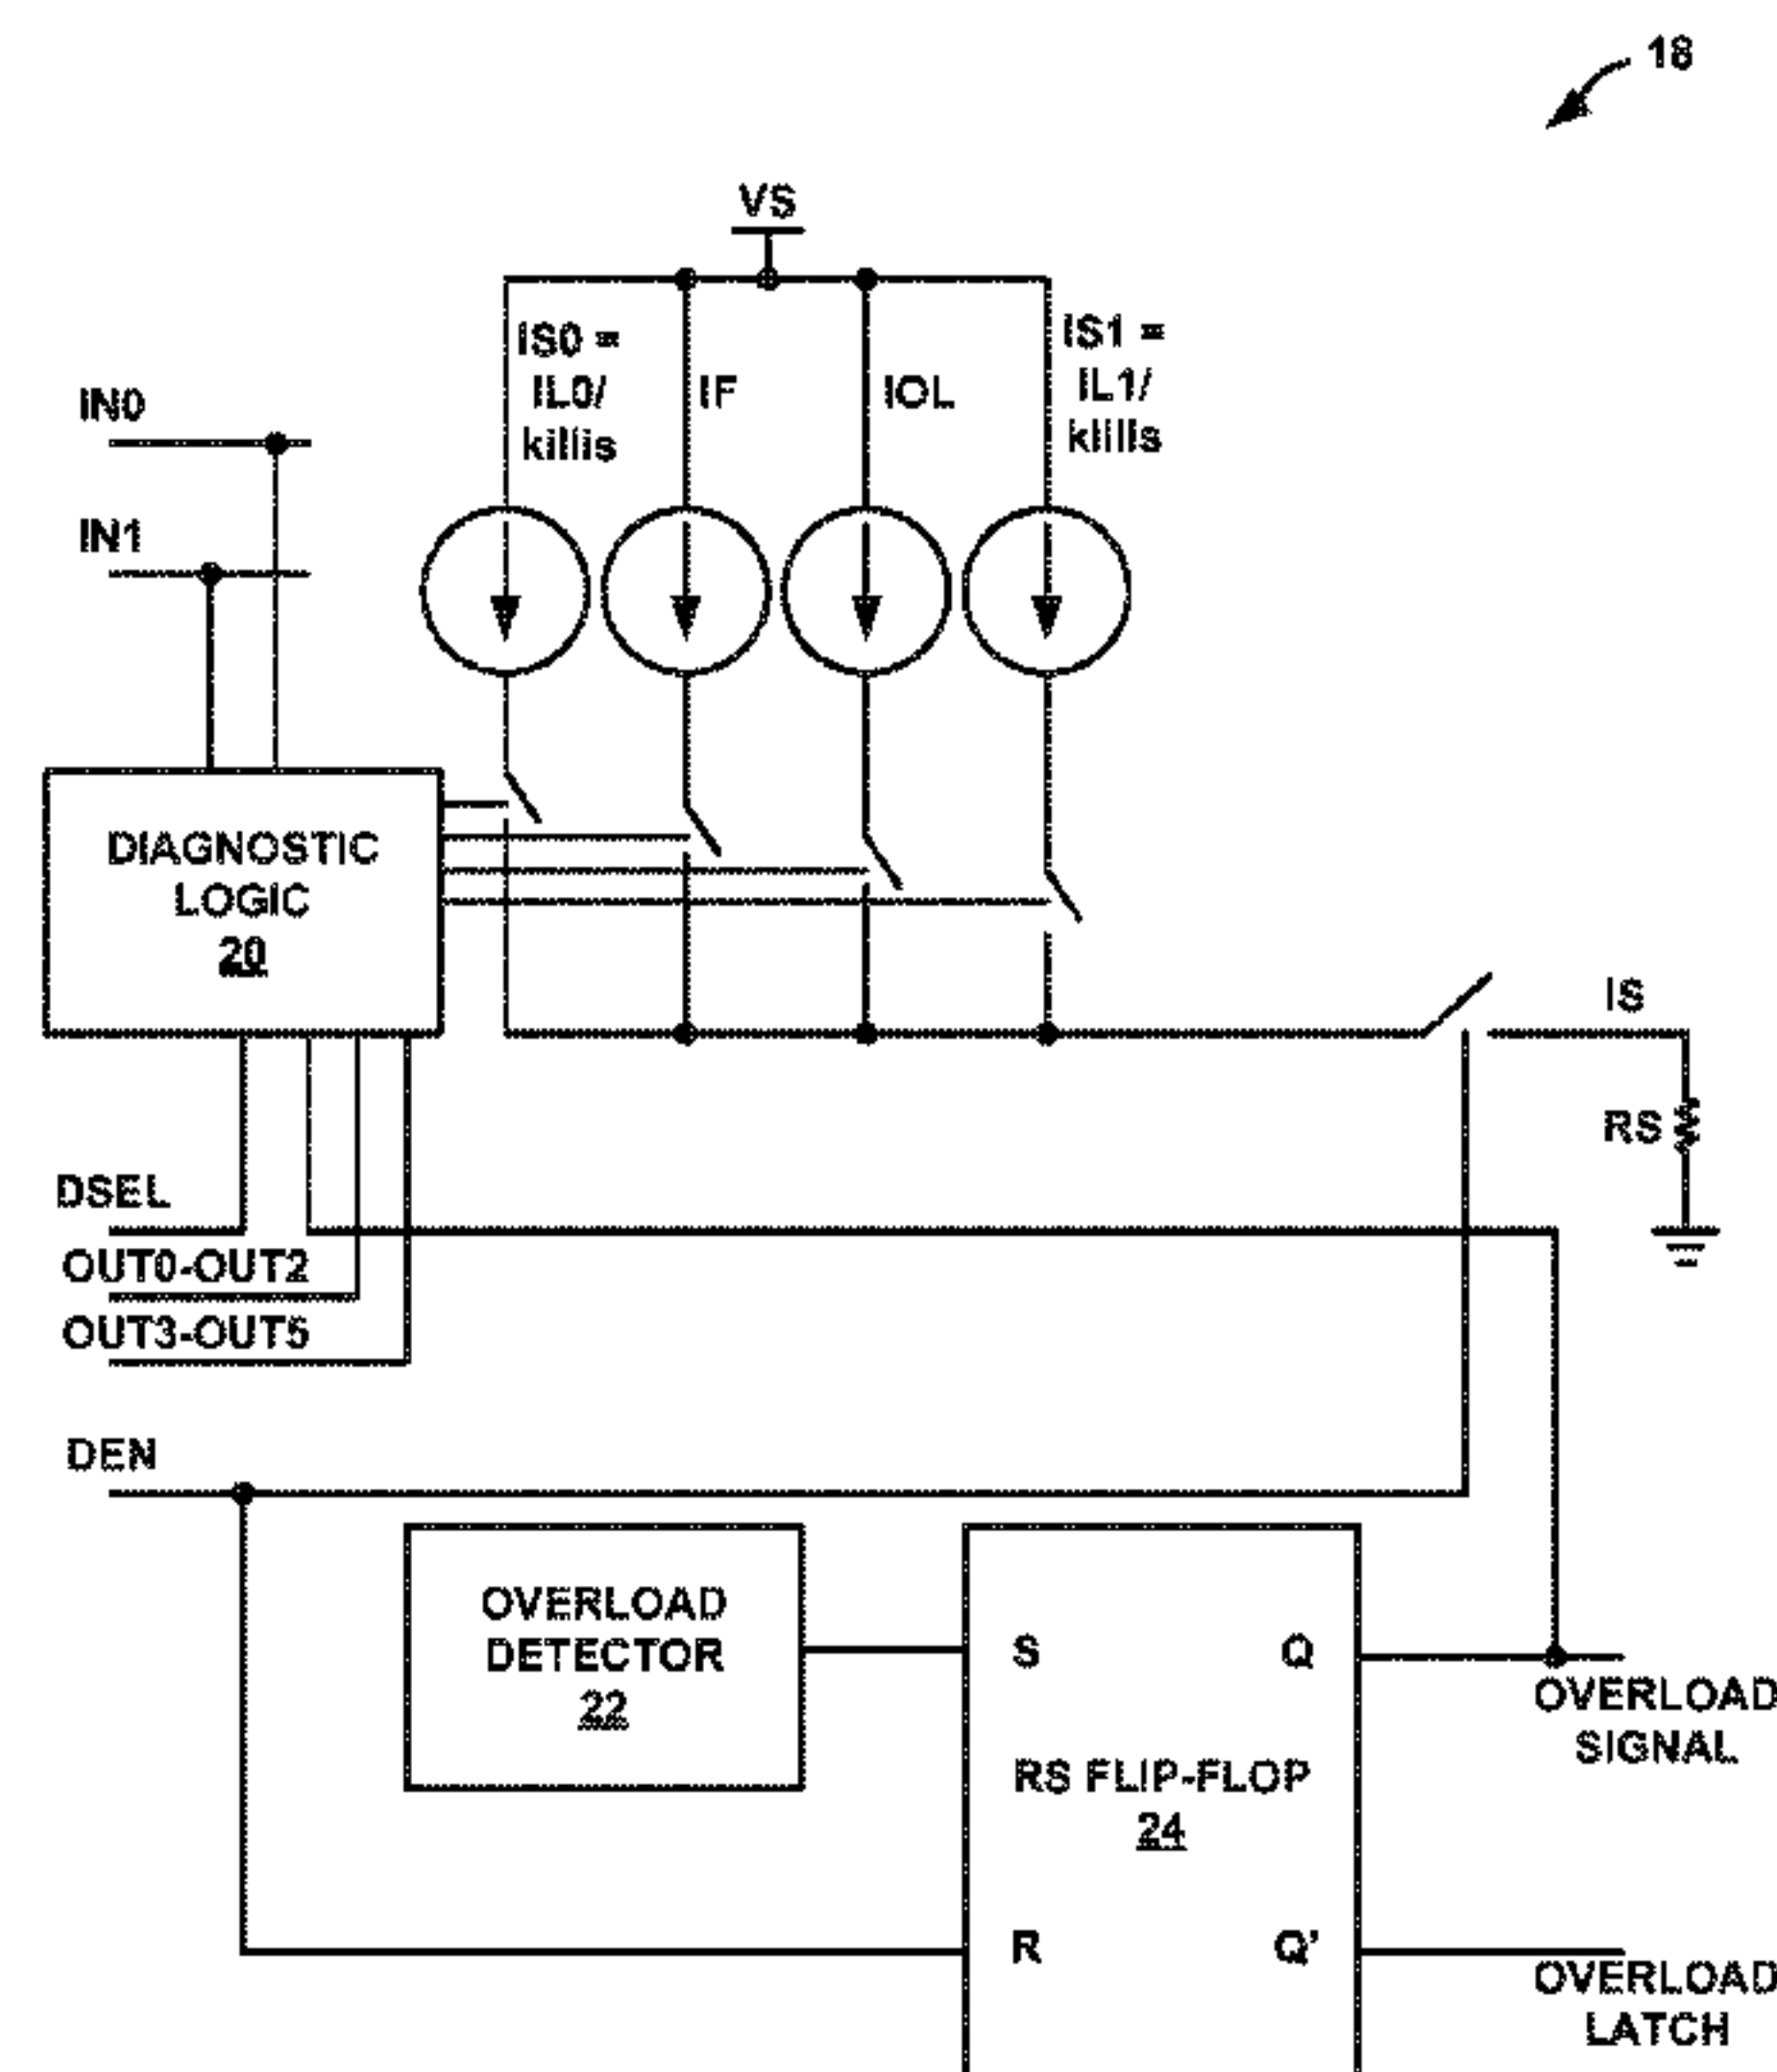 18
VS
IS0 =
IL0/
kilis
IF
IOL
IS1 =
IL1/
kilis
IN0
IN1
DIAGNOSTIC
LOGIC
20
IS
RS
DSEL
OUT0-OUT2
OUT3-OUT5
DEN
OVERLOAD
DETECTOR
22
S
Q
RS FLIP-FLOP
24
R
Q'
OVERLOAD
SIGNAL
OVERLOAD
LATCH